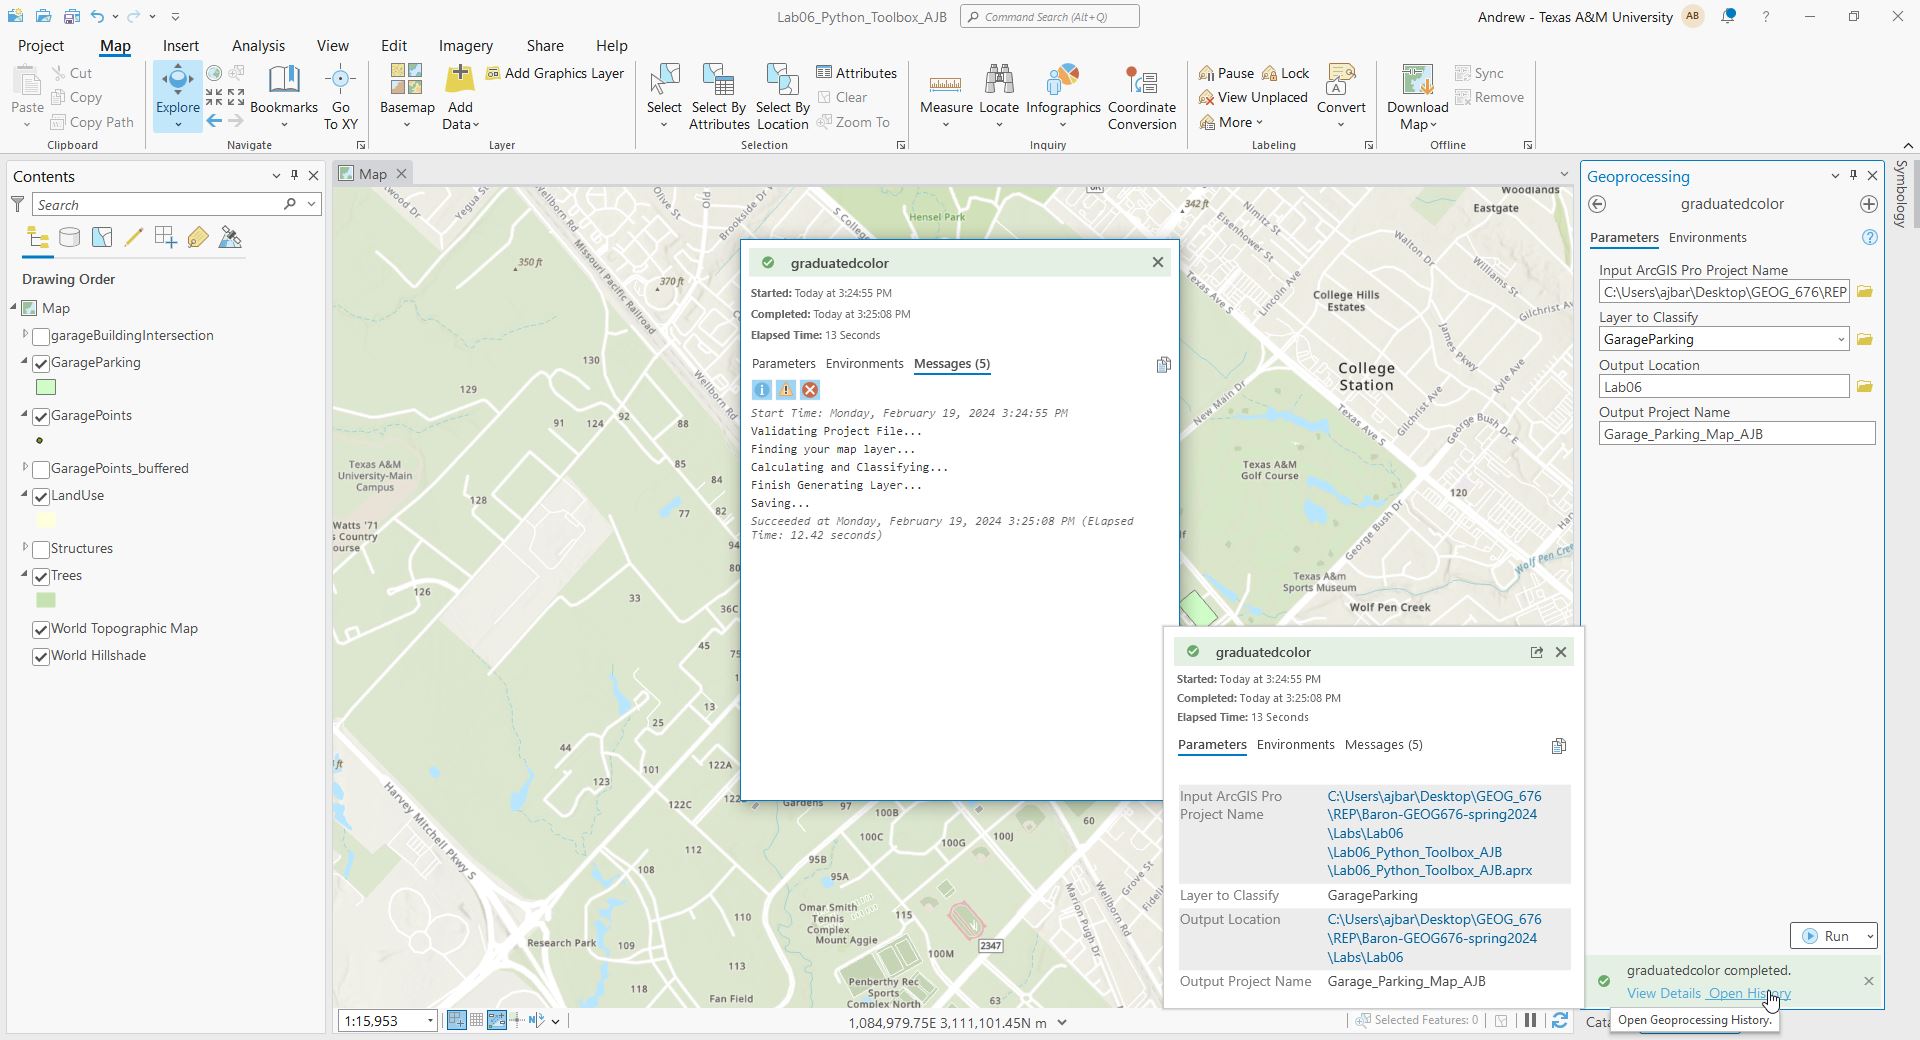 Lab06_Python_Toolbox_AJB
Command Search (Alt+Q)
Andrew - Texas A&M University
AB
?
Project
Map
Insert
Analysis
View
Edit
Imagery
Share
Help
Paste
Cut
Copy
Copy Path
Clipboard
Explore
Bookmarks
Go
To XY
Navigate
Basemap
Add
Data
Add Graphics Layer
Layer
Select
Select By
Attributes
Select By
Location
Attributes
Clear
Zoom To
Selection
Measure
Locate
Infographics
Coordinate
Conversion
Inquiry
Pause
Lock
View Unplaced
More
Convert
Labeling
Download
Map
Sync
Remove
Offline
Contents
Search
Drawing Order
Map
garageBuildingIntersection
GarageParking
GaragePoints
GaragePoints_buffered
LandUse
Structures
Trees
World Topographic Map
World Hillshade
Map
Yegua St
Wellborn Rd
Olive St
Old
Brookside Dr
S College
Hensel Park
342 ft
Nimitz St
Eisenhower St
Woodlands
Eastgate
Walton Dr
Williams St
350 ft
370 ft
Missouri Pacific Railroad
Wellborn Rd
Texas Ave S
Lincoln Ave
College Hills
Estates
Gilchrist Av
James Pkwy
Kyle Ave
College
Station
New Main Dr
Texas Ave S
Gilchrist Ave
George Bush Dr E
130
129
91
124
92
88
85
84
82
94
80
128
77
126
33
36C
45
13
25
44
123
101
122A
122C
112
110
109
113
118
Texas A&M
University-Main
Campus
Watts '71
s Country
ourse
Texas A&M
Golf Course
120
George Bush Dr
Wolf Pen Cree
Texas A&m
Sports Museum
Wolf Pen Creek
Harvey Mitchell Pkwy S
Research Park
Fan Field
Gardens
97
100B
100C
100G
100J
60
95B
95A
Omar Smith
Tennis
Complex
Mount Aggie
115
100M
2347
63
Penberthy Rec
Sports
Complex North
Marion Pugh Dr
Wellborn Rd
Grove St
graduatedcolor
Started: Today at 3:24:55 PM
Completed: Today at 3:25:08 PM
Elapsed Time: 13 Seconds
Parameters
Environments
Messages (5)
Start Time: Monday, February 19, 2024 3:24:55 PM
Validating Project File...
Finding your map layer...
Calculating and Classifying...
Finish Generating Layer...
Saving...
Succeeded at Monday, February 19, 2024 3:25:08 PM (Elapsed
Time: 12.42 seconds)
graduatedcolor
Started: Today at 3:24:55 PM
Completed: Today at 3:25:08 PM
Elapsed Time: 13 Seconds
Parameters
Environments
Messages (5)
Input ArcGIS Pro
Project Name
C:\Users\ajbar\Desktop\GEOG_676
\REP\Baron-GEOG676-spring2024
\Labs\Lab06
\Lab06_Python_Toolbox_AJB
\Lab06_Python_Toolbox_AJB.aprx
Layer to Classify
GarageParking
Output Location
C:\Users\ajbar\Desktop\GEOG_676
\REP\Baron-GEOG676-spring2024
\Labs\Lab06
Output Project Name
Garage_Parking_Map_AJB
Geoprocessing
graduatedcolor
Parameters
Environments
?
Input ArcGIS Pro Project Name
C:\Users\ajbar\Desktop\GEOG_676\REP
Layer to Classify
GarageParking
Output Location
Lab06
Output Project Name
Garage_Parking_Map_AJB
Symbology
Run
graduatedcolor completed.
View Details
Open History
Open Geoprocessing History.
Cata
1:15,953
1,084,979.75E 3,111,101.45N m
Selected Features: 0